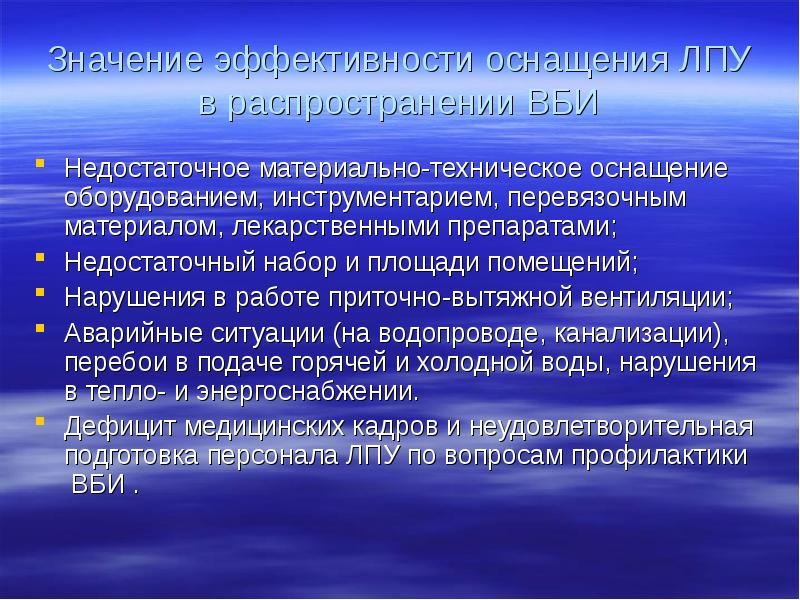 Значение эффективности оснащения ЛПУ
в распространении ВБИ
Недостаточное материально-техническое оснащение
оборудованием, инструментарием, перевязочным
материалом, лекарственными препаратами;
Недостаточный набор и площади помещений;
Нарушения в работе приточно-вытяжной вентиляции;
Аварийные ситуации (на водопроводе, канализации),
перебои в подаче горячей и холодной воды, нарушения
в тепло- и энергоснабжении.
Дефицит медицинских кадров и неудовлетворительная
подготовка персонала ЛПУ по вопросам профилактики
ВБИ .